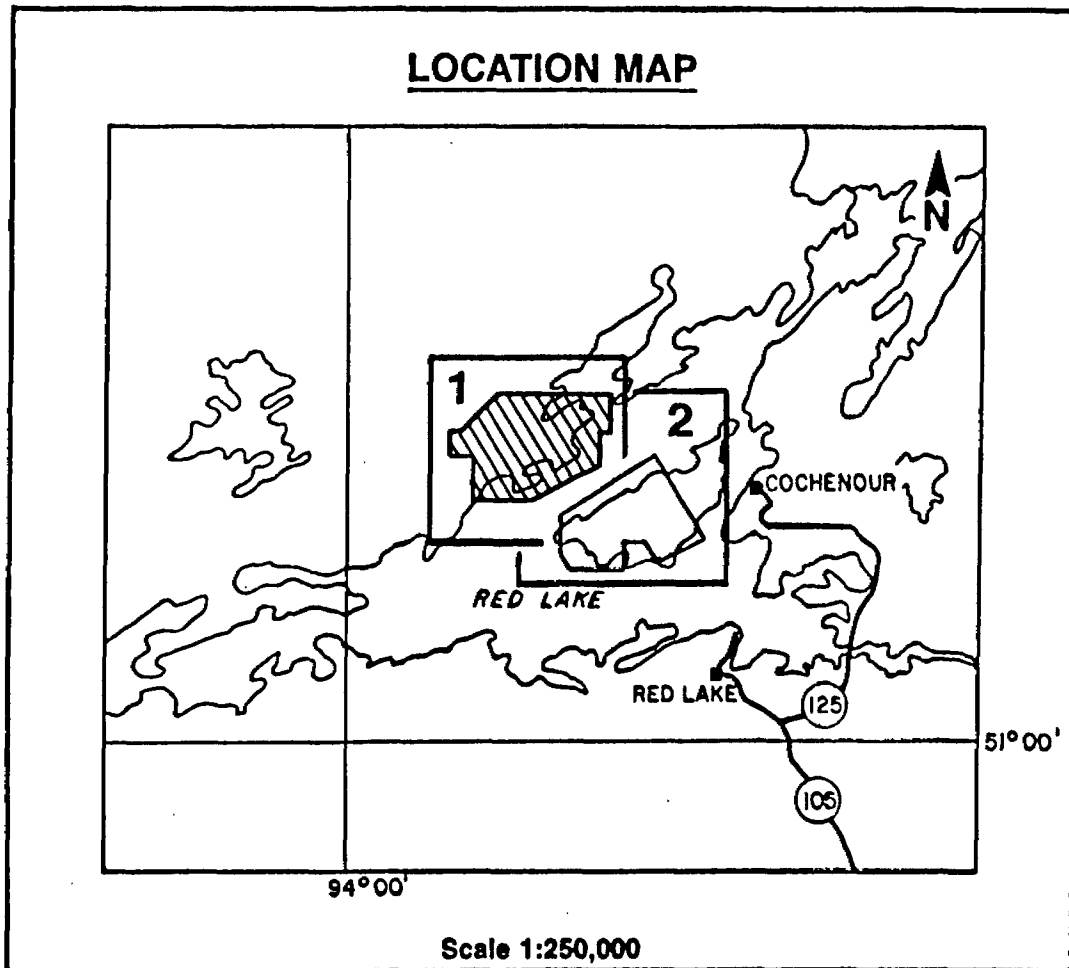 LOCATION MAP
N
1
2
COCHENOUR
RED LAKE
RED LAKE
125
51°00'
105
94°00'
Scale 1:250,000